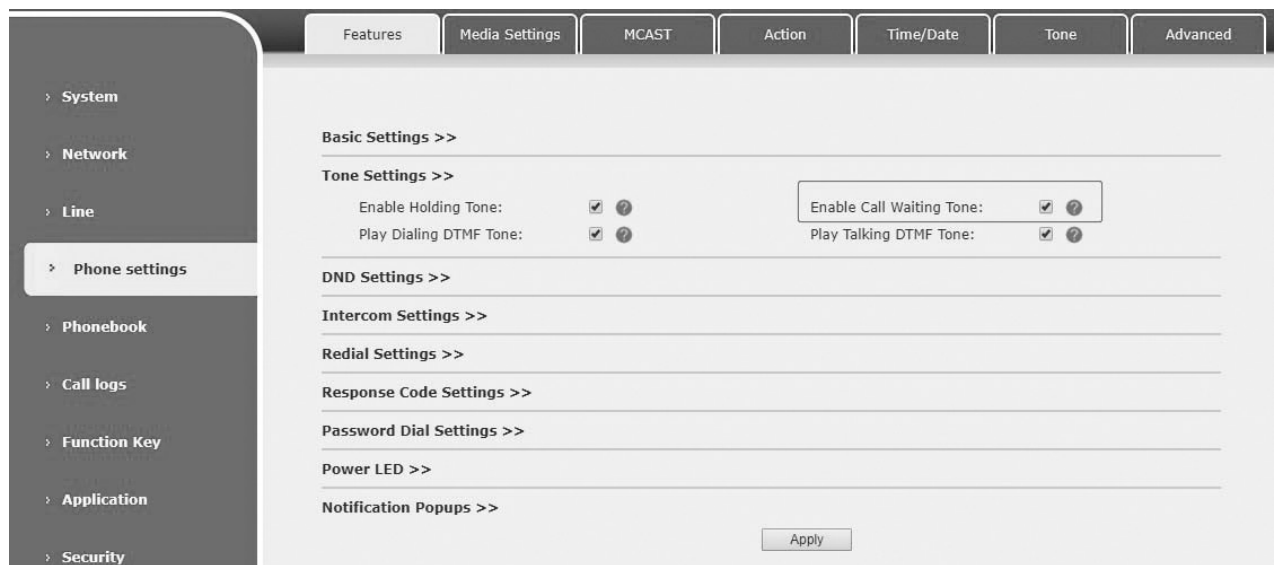 Features Media Settings MCAST Action Time/Date Tone Advanced
System
Network
Line
Phone settings
Phonebook
Call logs
Function Key
Application
Security
Basic Settings >>
Tone Settings >>
Enable Holding Tone: Enable Call Waiting Tone:
Play Dialing DTMF Tone: Play Talking DTMF Tone:
DND Settings >>
Intercom Settings >>
Redial Settings >>
Response Code Settings >>
Password Dial Settings >>
Power LED >>
Notification Popups >>
Apply